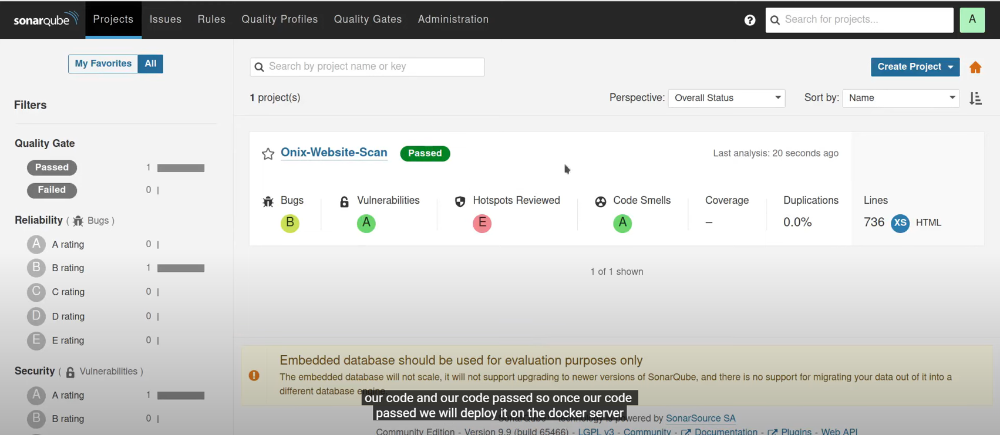 sonarqube Projects Issues Rules Quality Profiles Quality Gates Administration ? Search for projects... A
My Favorites All
Search by project name or key
Create Project
1 project(s)
Perspective: Overall Status
Sort by: Name
Filters
Quality Gate
Passed 1
Failed 0
Reliability ( Bugs )
A A rating 0
B B rating 1
C C rating 0
D D rating 0
E E rating 0
Security ( Vulnerabilities )
A A rating 1
B B rating 0
Onix-Website-Scan Passed
Last analysis: 20 seconds ago
Bugs Vulnerabilities Hotspots Reviewed Code Smells Coverage Duplications Lines
B A E A – 0.0% 736 XS HTML
1 of 1 shown
Embedded database should be used for evaluation purposes only
The embedded database will not scale, it will not support upgrading to newer versions of SonarQube, and there is no support for migrating your data out of it into a
different database engine.
our code and our code passed so once our code
passed we will deploy it on the docker server
technology is powered by SonarSource SA
Community Edition - Version 9.9 (build 65466) - LGPL v3 - Community - Documentation - Plugins - Web API